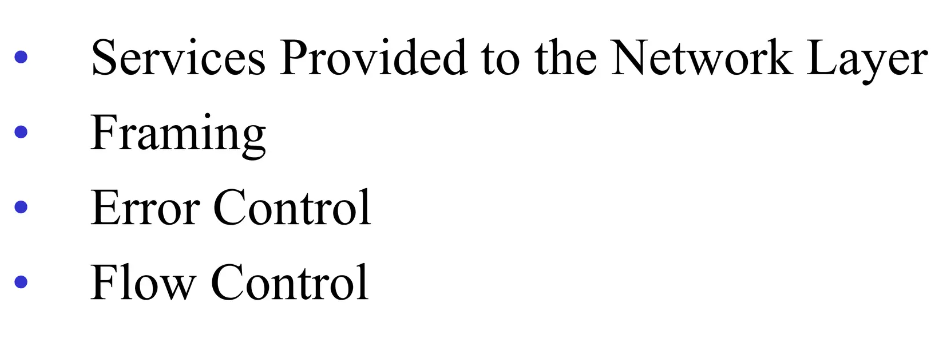 • Services Provided to the Network Layer
• Framing
• Error Control
• Flow Control